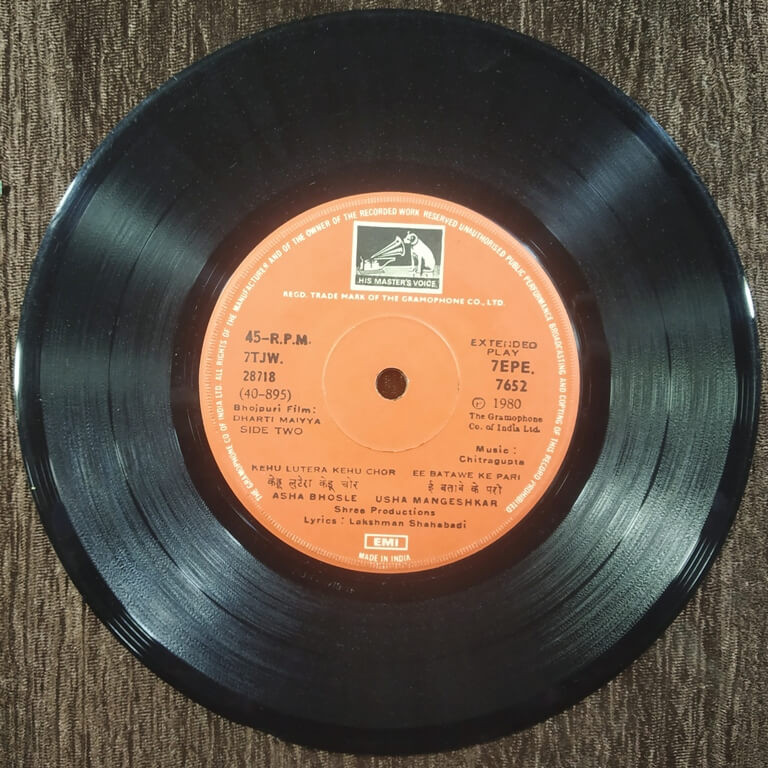 THE GRAMOPHONE CO OF INDIA LTD. ALL RIGHTS OF THE MANUFACTURER AND OF THE OWNER OF THE RECORDED WORK RESERVED UNAUTHORISED PUBLIC PERFORMANCE BROADCASTING AND COPYING OF THIS RECORD PROHIBITED
HIS MASTER'S VOICE
REGD. TRADE MARK OF THE GRAMOPHONE CO., LTD.
45-R.P.M.
7TJW.
28718
(40-895)
Bhojpuri Film:
DHARTI MAIYYA
SIDE TWO
EXTENDED
PLAY
7EPE.
7652
Ⓟ 1980
The Gramophone
Co. of India Ltd.
Music :
Chitragupta
KEHU LUTERA KEHU CHOR EE BATAWE KE PARI
केहू लुटेरा केहू चोर ई बतावे के परी
ASHA BHOSLE USHA MANGESHKAR
Shree Productions
Lyrics : Lakshman Shahabadi
EMI
MADE IN INDIA